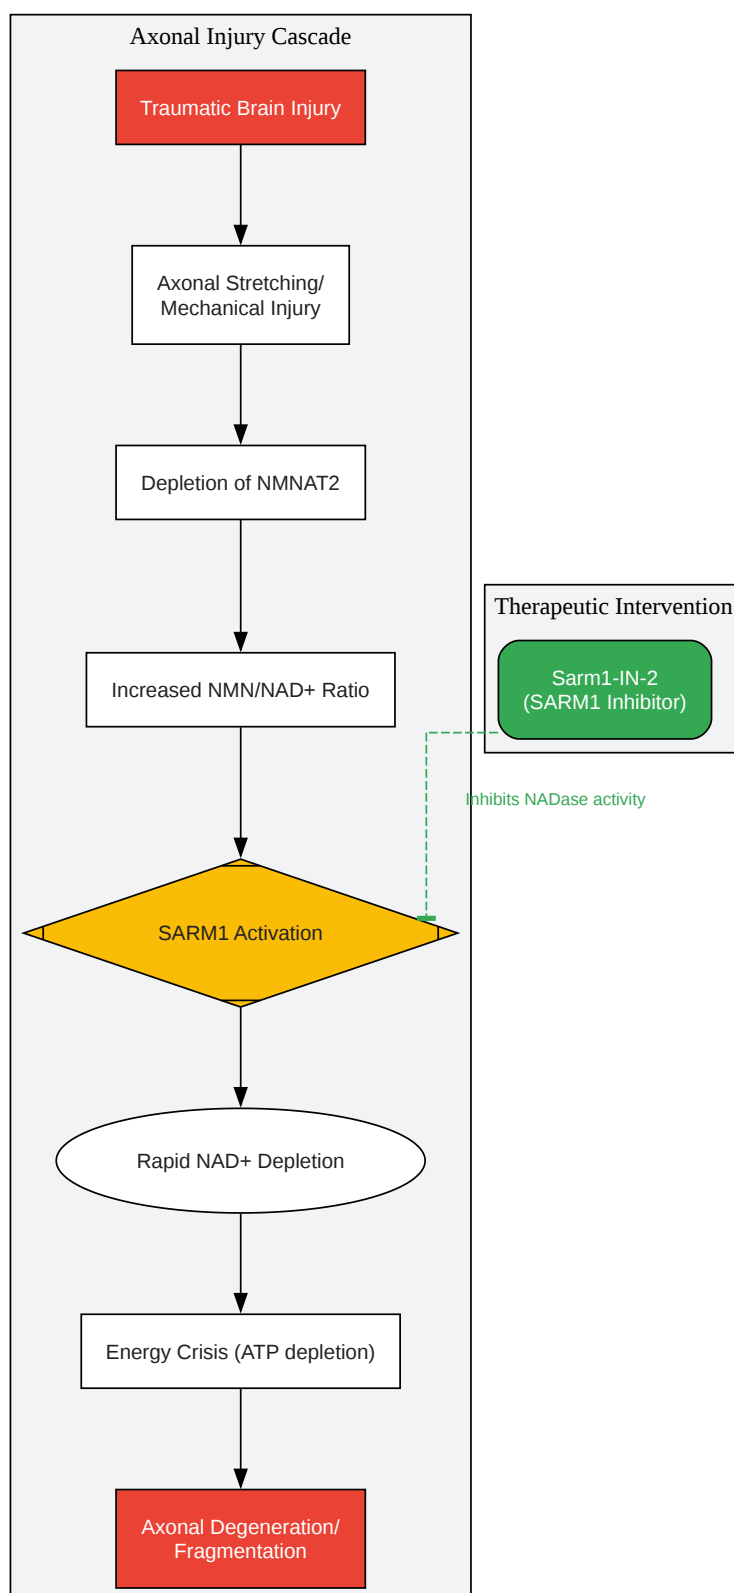 Axonal Injury Cascade
Traumatic Brain Injury
Axonal Stretching/
Mechanical Injury
Depletion of NMNAT2
Increased NMN/NAD+ Ratio
Therapeutic Intervention
Sarm1-IN-2
(SARM1 Inhibitor)
Inhibits NADase activity
SARM1 Activation
Rapid NAD+ Depletion
Energy Crisis (ATP depletion)
Axonal Degeneration/
Fragmentation